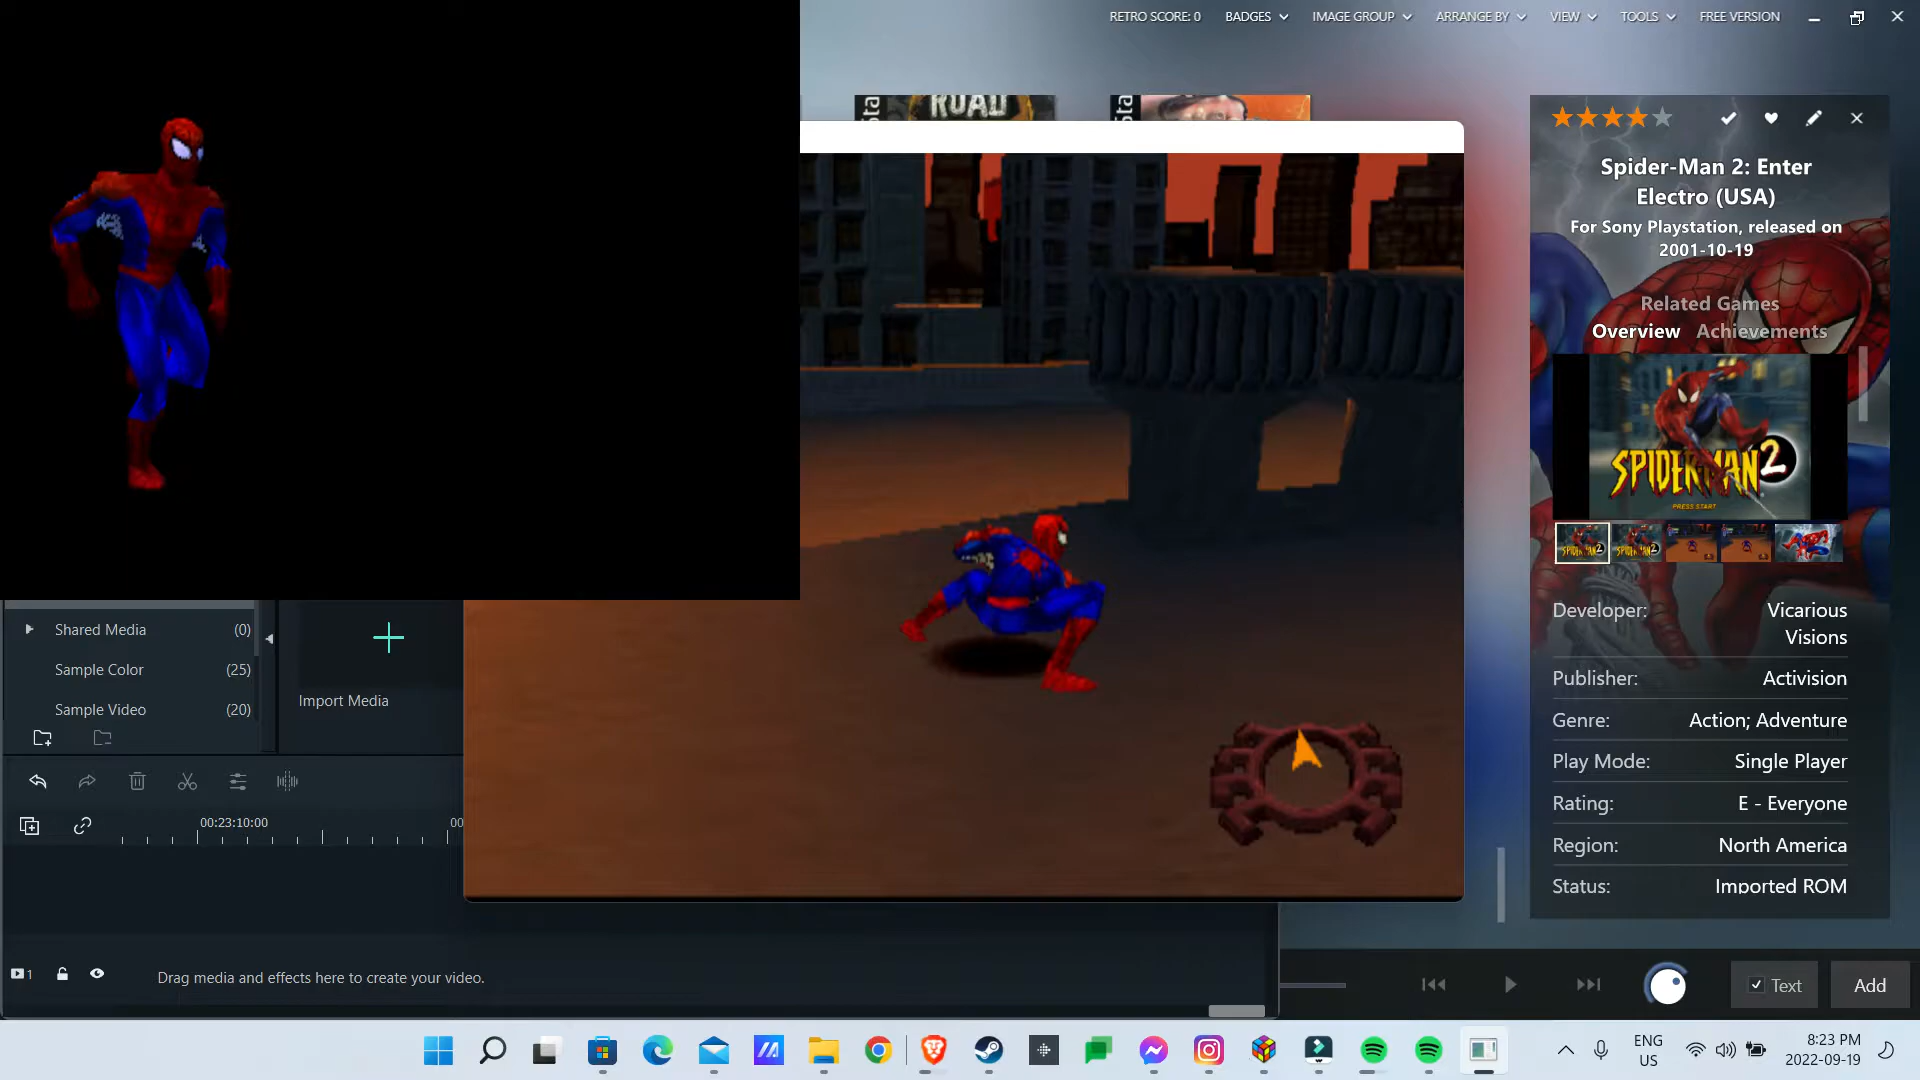 RETRO SCORE: 0 BADGES IMAGE GROUP ARRANGE BY VIEW TOOLS FREE VERSION
ROAD
Spider-Man 2: Enter
Electro (USA)
For Sony Playstation, released on
2001-10-19
Related Games
Overview Achievements
SPIDER-MAN 2
PRESS START
Developer: Vicarious
Visions
Publisher: Activision
Genre: Action; Adventure
Play Mode: Single Player
Rating: E - Everyone
Region: North America
Status: Imported ROM
Shared Media (0)
Sample Color (25)
Sample Video (20)
Import Media
00:23:10:00 00
1
Drag media and effects here to create your video.
Text Add
ENG
US
8:23 PM
2022-09-19